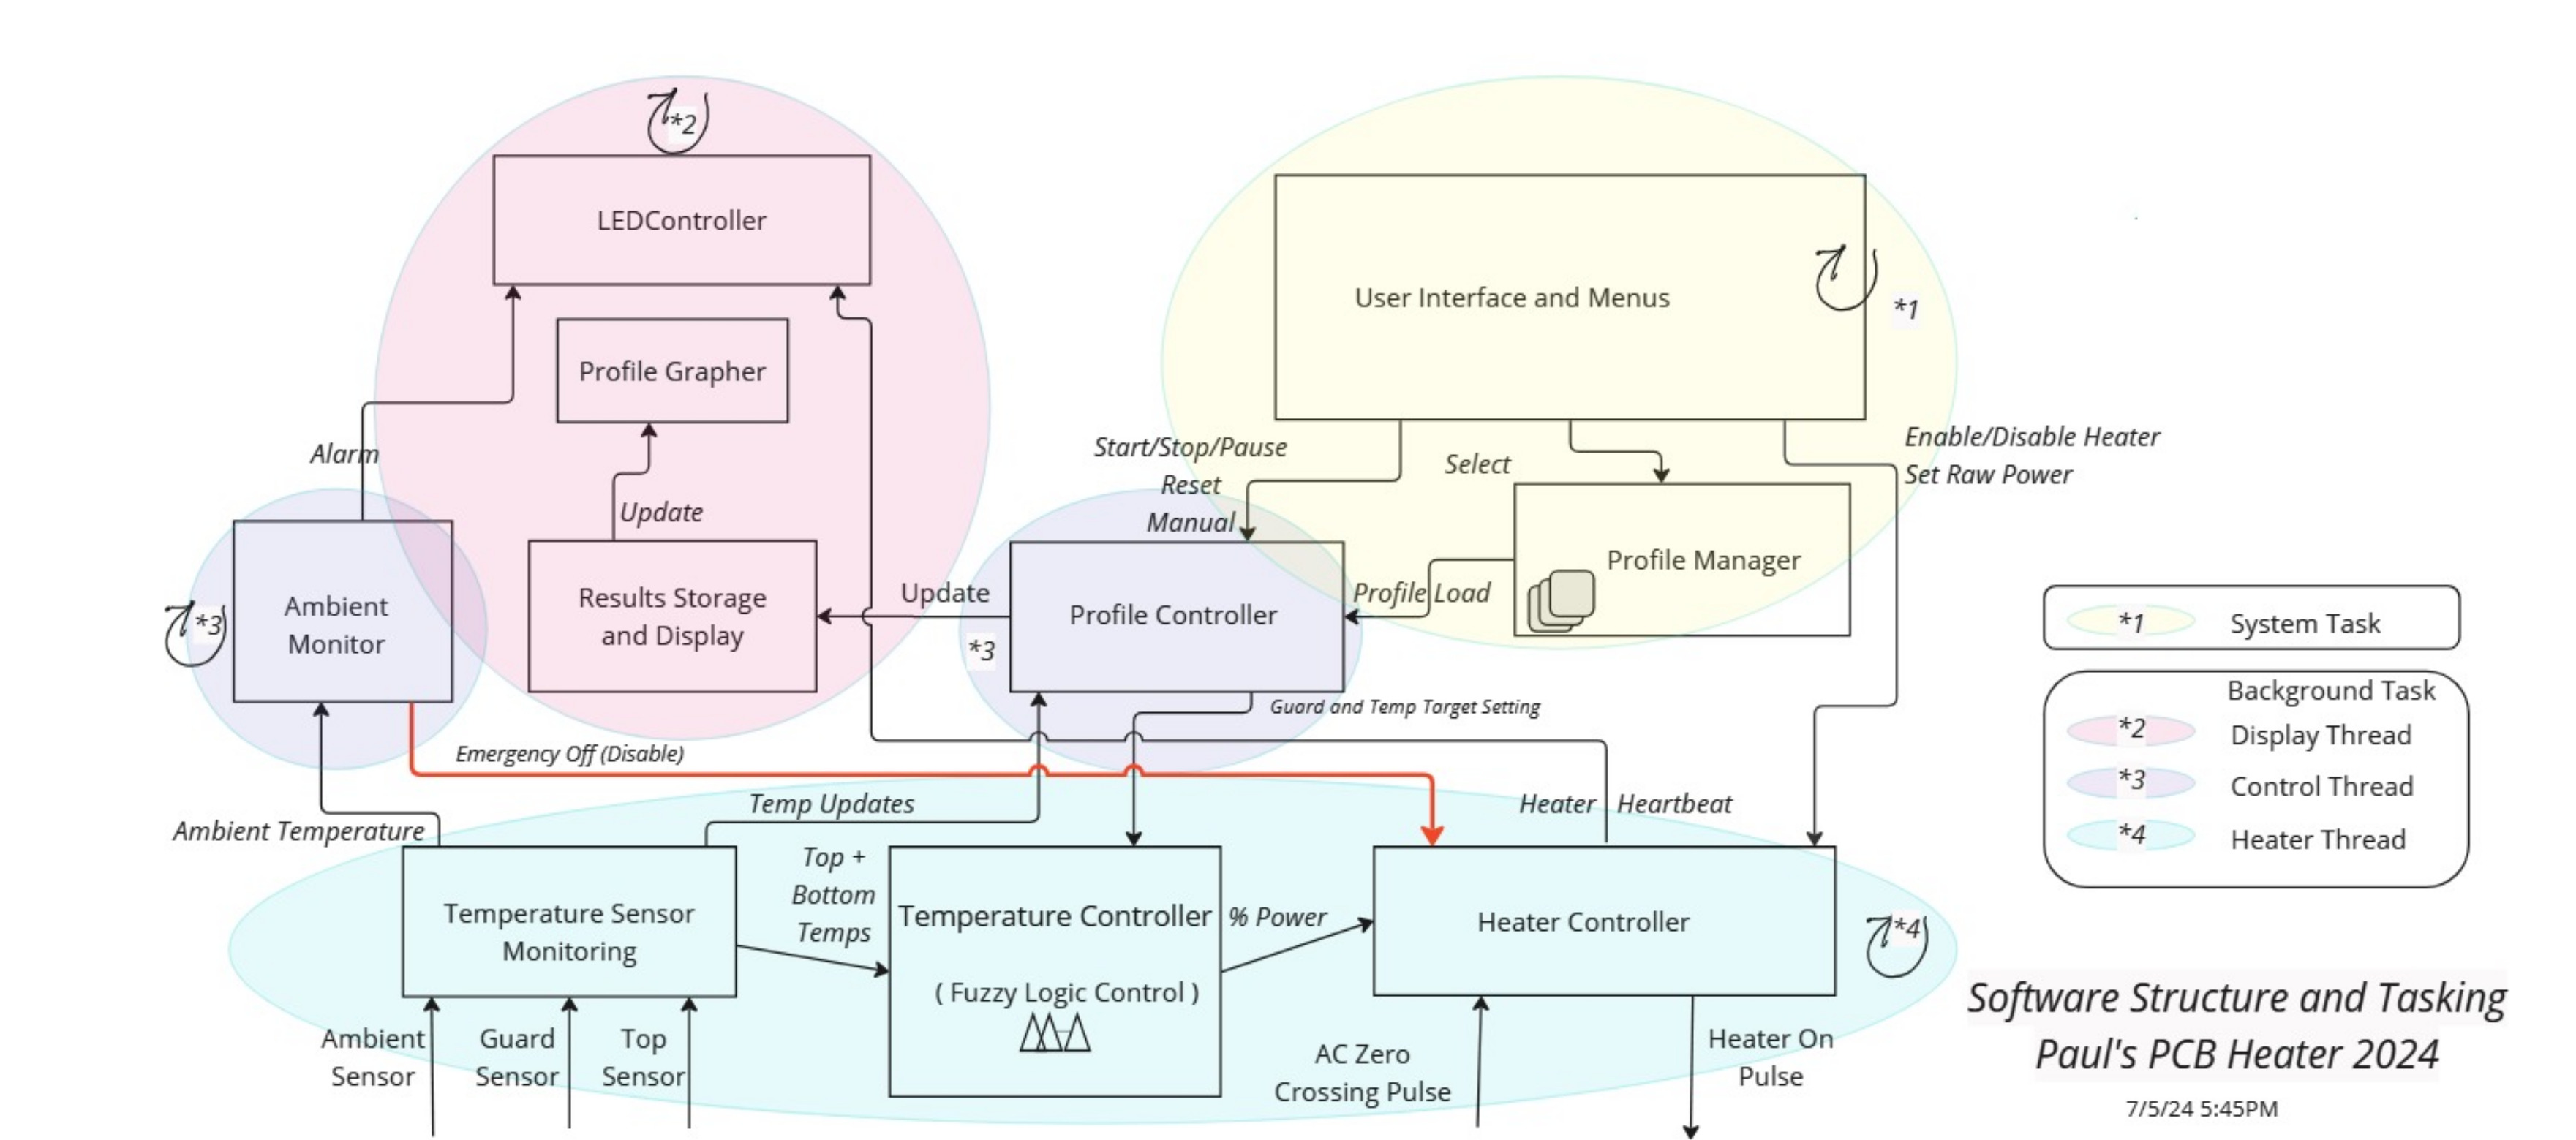 *2
LEDController
Profile Grapher
User Interface and Menus
*1
Alarm
Update
Start/Stop/Pause
Reset
Manual
Select
Enable/Disable Heater
Set Raw Power
Ambient
Monitor
*3
Results Storage
and Display
Update
*3
Profile Controller
Profile Load
Profile Manager
*1 System Task
Background Task
*2 Display Thread
*3 Control Thread
*4 Heater Thread
Guard and Temp Target Setting
Emergency Off (Disable)
Ambient Temperature
Temp Updates
Heater Heartbeat
Temperature Sensor
Monitoring
Top +
Bottom
Temps
Temperature Controller
( Fuzzy Logic Control )
% Power
Heater Controller
*4
Ambient
Sensor
Guard
Sensor
Top
Sensor
AC Zero
Crossing Pulse
Heater On
Pulse
Software Structure and Tasking
Paul's PCB Heater 2024
7/5/24 5:45PM